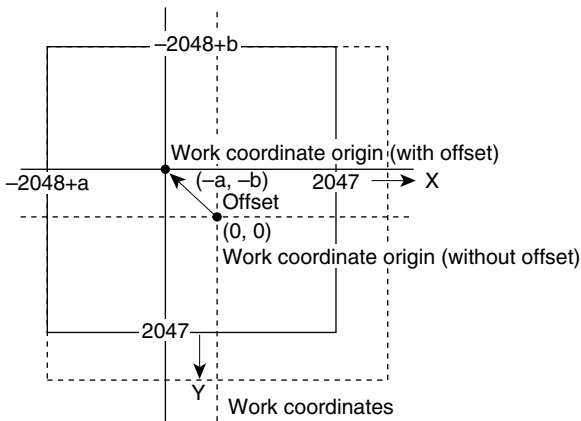 –2048+b
Work coordinate origin (with offset)
–2048+a
(–a, –b)
2047
X
Offset
(0, 0)
Work coordinate origin (without offset)
2047
Y
Work coordinates